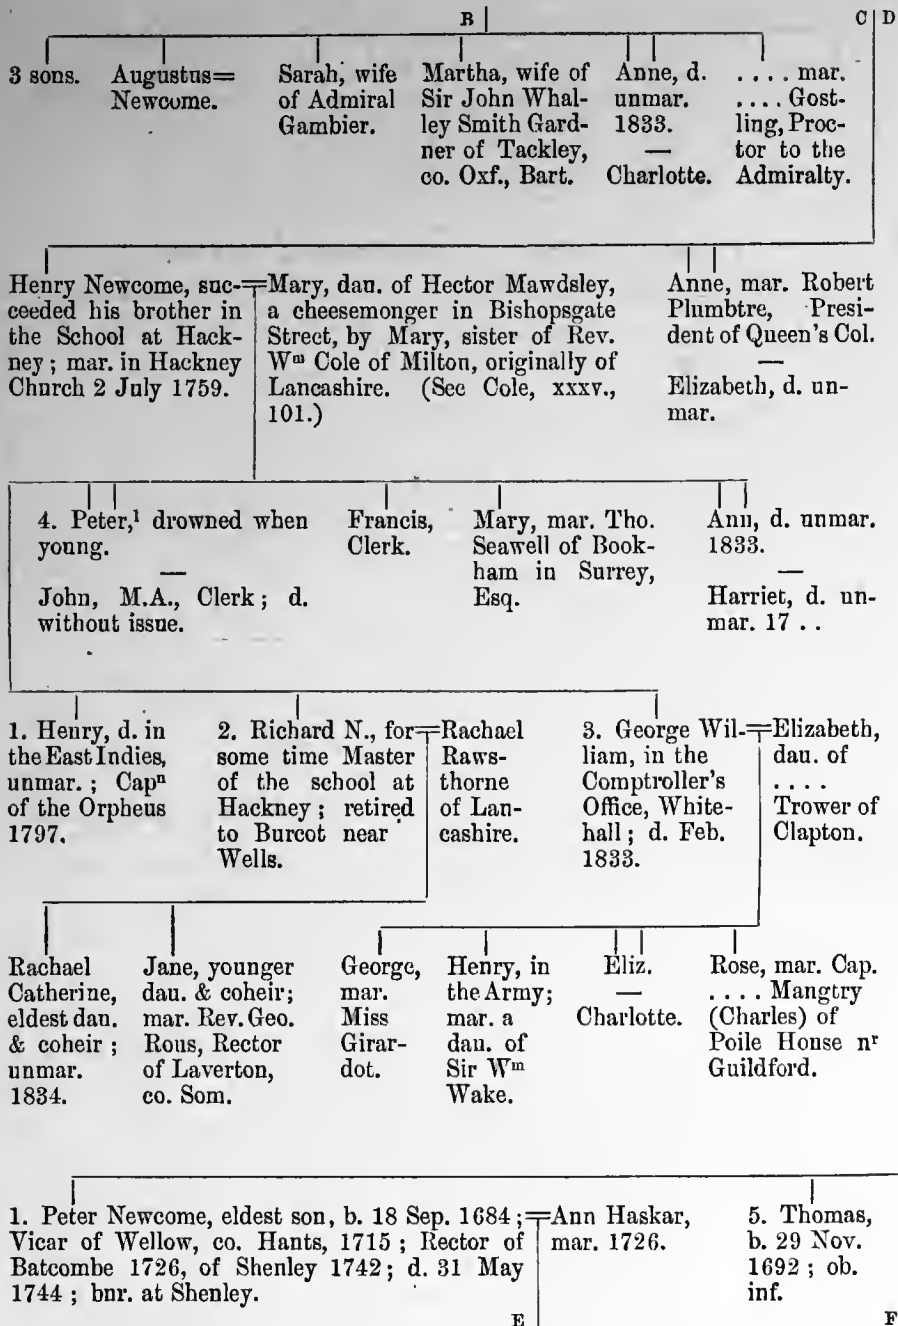 B C D
3 sons.
Augustus=
Newcome.
Sarah, wife
of Admiral
Gambier.
Martha, wife of
Sir John Whal-
ley Smith Gard-
ner of Tackley,
co. Oxf., Bart.
Anne, d.
unmar.
1833.
—
Charlotte.
. . . . mar.
. . . . Gost-
ling, Proc-
tor to the
Admiralty.
Henry Newcome, suc-
ceeded his brother in
the School at Hack-
ney ; mar. in Hackney
Church 2 July 1759.
Mary, dan. of Hector Mawdsley,
a cheesemonger in Bishopsgate
Street, by Mary, sister of Rev.
Wᵐ Cole of Milton, originally of
Lancashire. (See Cole, xxxv.,
101.)
Anne, mar. Robert
Plumbtre, Presi-
dent of Queen's Col.
—
Elizabeth, d. un-
mar.
4. Peter,¹ drowned when
young.
—
John, M.A., Clerk ; d.
without issue.
Francis,
Clerk.
Mary, mar. Tho.
Seawell of Book-
ham in Surrey,
Esq.
Ann, d. unmar.
1833.
—
Harriet, d. un-
mar. 17 . .
1. Henry, d. in
the East Indies,
unmar. ; Capⁿ
of the Orpheus
1797.
2. Richard N., for
some time Master
of the school at
Hackney ; retired
to Burcot near
Wells.
Rachael
Raws-
thorne
of Lan-
cashire.
3. George Wil-
liam, in the
Comptroller's
Office, White-
hall ; d. Feb.
1833.
Elizabeth,
dau. of
. . . .
Trower of
Clapton.
Rachael
Catherine,
eldest dan.
& coheir ;
unmar.
1834.
Jane, younger
dau. & coheir;
mar. Rev. Geo.
Rous, Rector
of Laverton,
co. Som.
George,
mar.
Miss
Girar-
dot.
Henry, in
the Army;
mar. a
dau. of
Sir Wᵐ
Wake.
Eliz.
—
Charlotte.
Rose, mar. Cap.
. . . . Mangtry
(Charles) of
Poile House nʳ
Guildford.
1. Peter Newcome, eldest son, b. 18 Sep. 1684 ;
Vicar of Wellow, co. Hants, 1715 ; Rector of
Batcombe 1726, of Shenley 1742 ; d. 31 May
1744 ; bnr. at Shenley.
Ann Haskar,
mar. 1726.
5. Thomas,
b. 29 Nov.
1692 ; ob.
inf.
E F